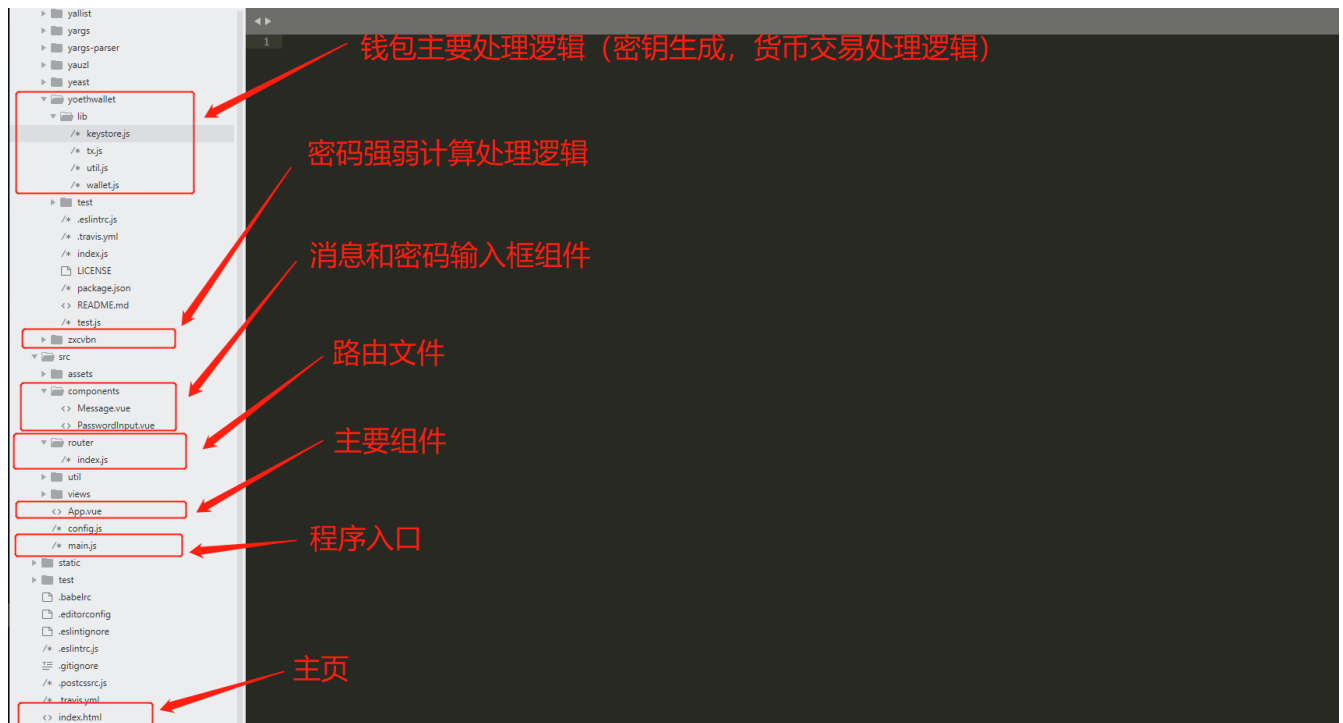 yallist
yargs
yargs-parser
yauzl
yeast
yoethwallet
lib
/* keystore.js
/* tx.js
/* util.js
/* wallet.js
test
/* .eslintrc.js
/* .travis.yml
/* index.js
LICENSE
/* package.json
<> README.md
/* test.js
zxcvbn
src
assets
components
<> Message.vue
<> PasswordInput.vue
router
/* index.js
util
views
<> App.vue
/* config.js
/* main.js
static
test
.babelrc
.editorconfig
.eslintignore
/* .eslintrc.js
.gitignore
/* .postcssrc.js
/* .travis.yml
<> index.html
1
钱包主要处理逻辑（密钥生成，货币交易处理逻辑）
密码强弱计算处理逻辑
消息和密码输入框组件
路由文件
主要组件
程序入口
主页